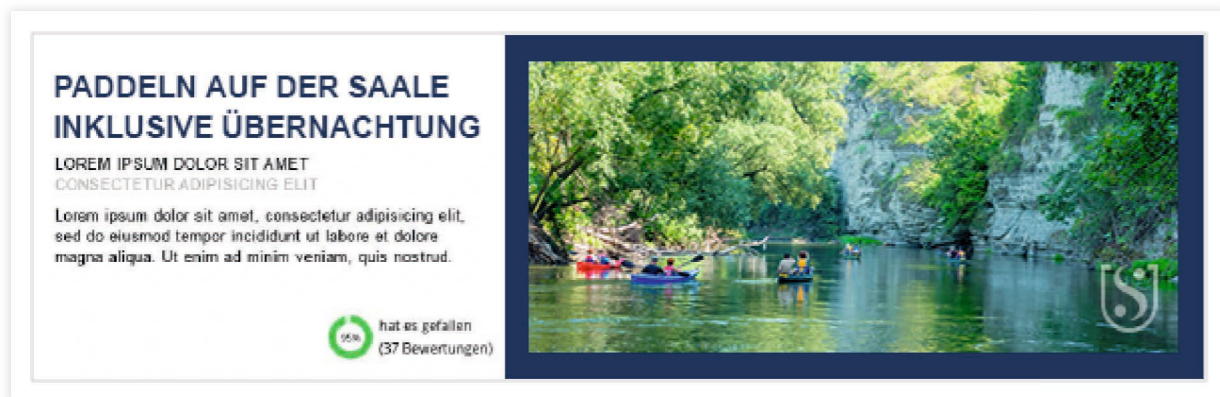 PADDELN AUF DER SAALE
INKLUSIVE ÜBERNACHTUNG
LOREM IPSUM DOLOR SIT AMET
CONSECTETUR ADIPISICING ELIT
Lorem ipsum dolor sit amet, consectetur adipisicing elit,
sed do eiusmod tempor incididunt ut labore et dolore
magna aliqua. Ut enim ad minim veniam, quis nostrud.
95%
hat es gefallen
(37 Bewertungen)